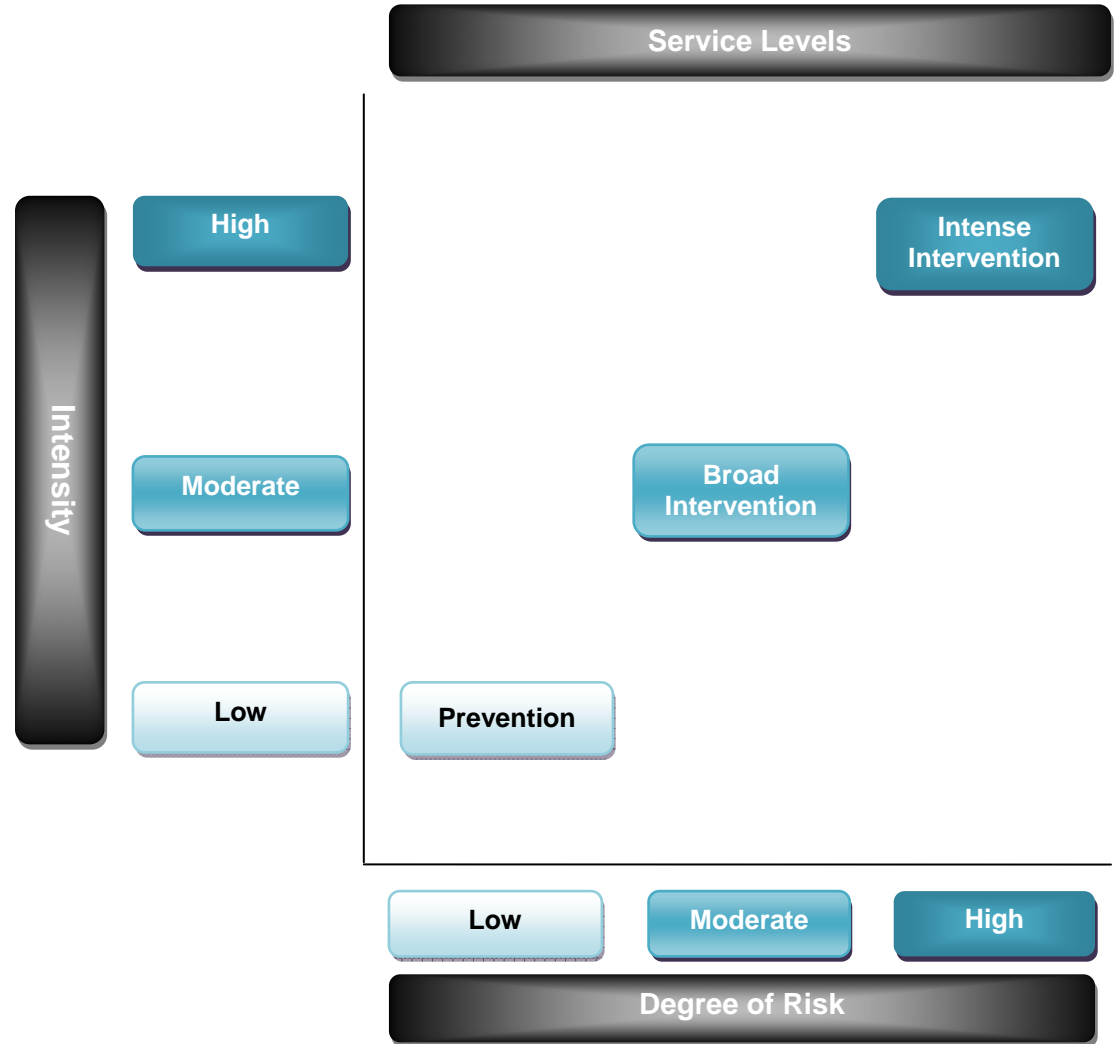 Service Levels
High
Intense
Intervention
Intensity
Moderate
Broad
Intervention
Low
Prevention
Low
Moderate
High
Degree of Risk